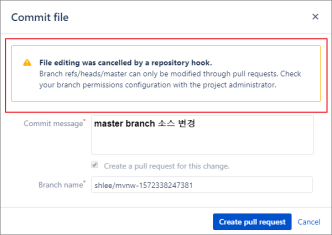 Commit file
File editing was cancelled by a repository hook.
Branch refs/heads/master can only be modified through pull requests. Check
your branch permissions configuration with the project administrator.
Commit message*
master branch 소스 변경
Create a pull request for this change.
Branch name*
shlee/mvnw-1572338247381
Create pull request
Cancel